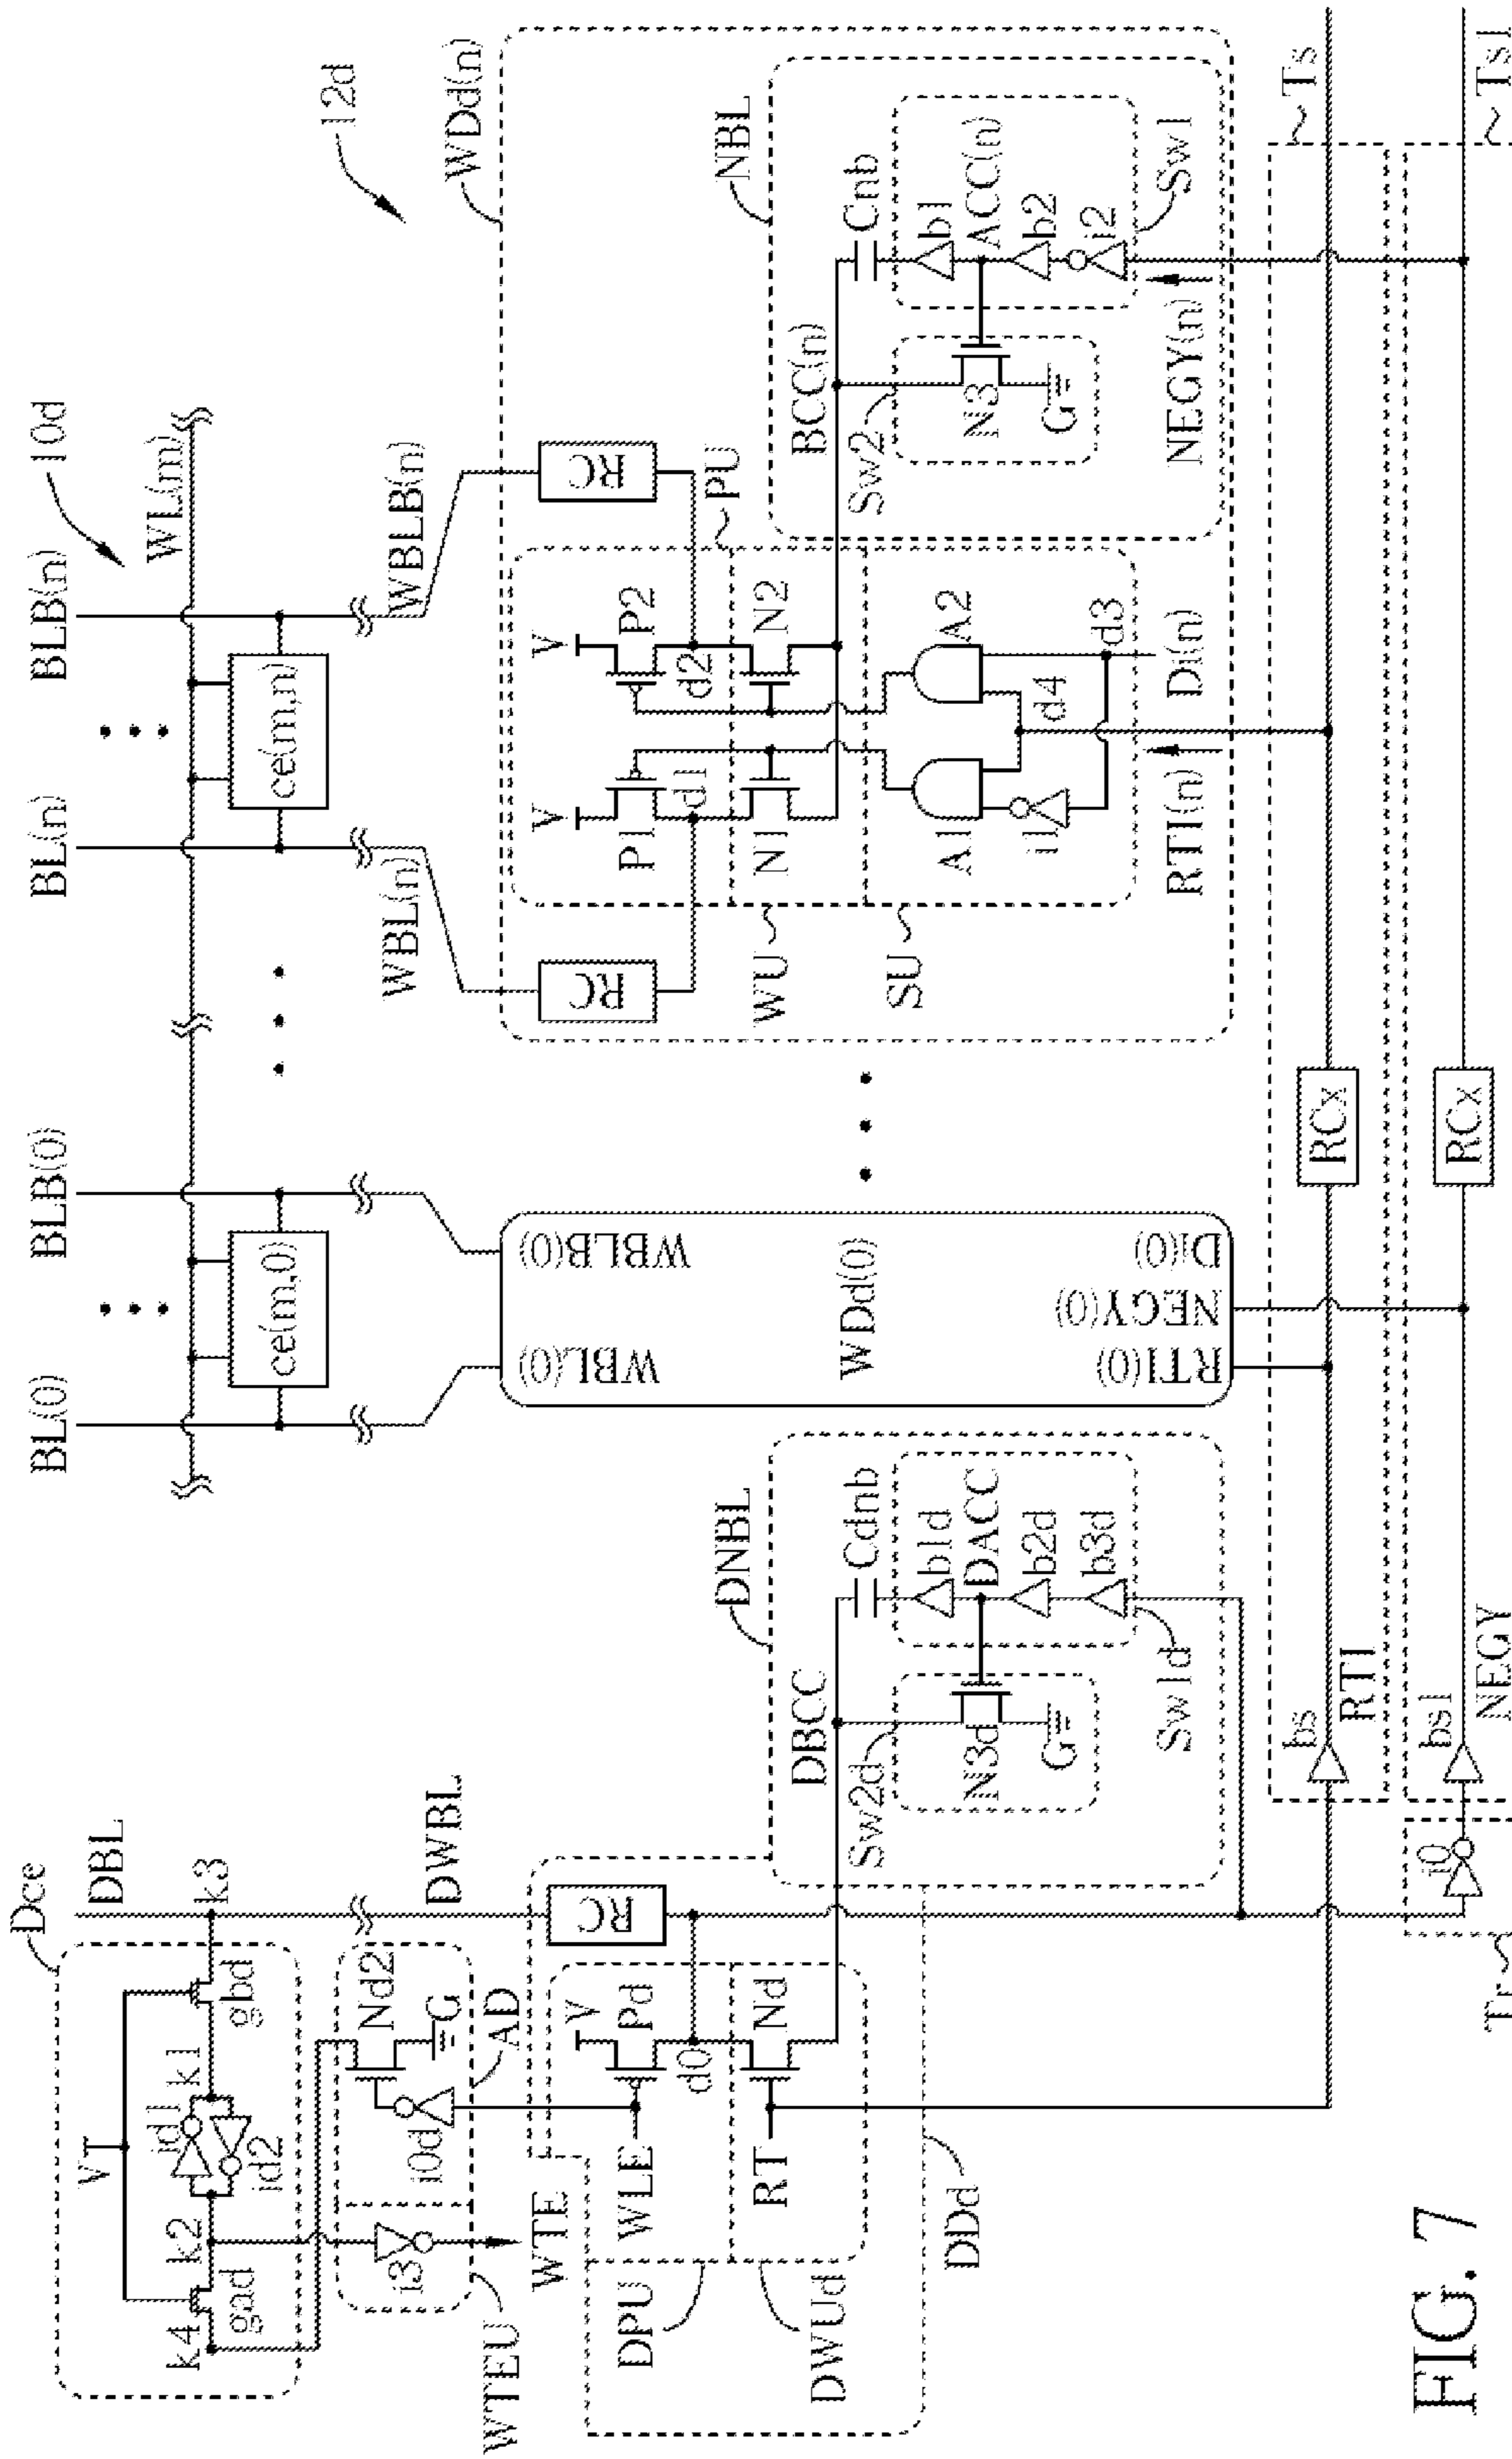 12d
10d
BL(0)
BLB(0)
BL(n)
BLB(n)
WL(m)
ce(m,0)
ce(m,n)
WBL(n)
WBLB(n)
WDd(n)
Dce
DBL
k3
V
gbd
k1
id1
id2
k2
gad
k4
Nd2
G
AD
i0d
i3
WTEU
WTE
DWBL
RC
V
Pd
d0
Nd
WLE
RT
DPU
DWUd
DDd
DNBL
DBCC
Cdnb
b1d
DACC
b2d
b3d
Sw2d
N3d
G
Sw1d
WBL(0)
WBLB(0)
WDd(0)
RTI(0)
NEGY(0)
Di(0)
RC
RC
V
P1
d1
V
P2
d2
PU
N1
N2
WU
SU
A1
A2
i1
d4
d3
RTI(n)
Di(n)
NBL
BCC(n)
Cnb
b1
ACC(n)
b2
i2
Sw2
N3
G
Sw1
NEGY(n)
bs
RTI
RCx
Ts
Tr
i0
bs1
NEGY
RCx
Ts1
FIG. 7